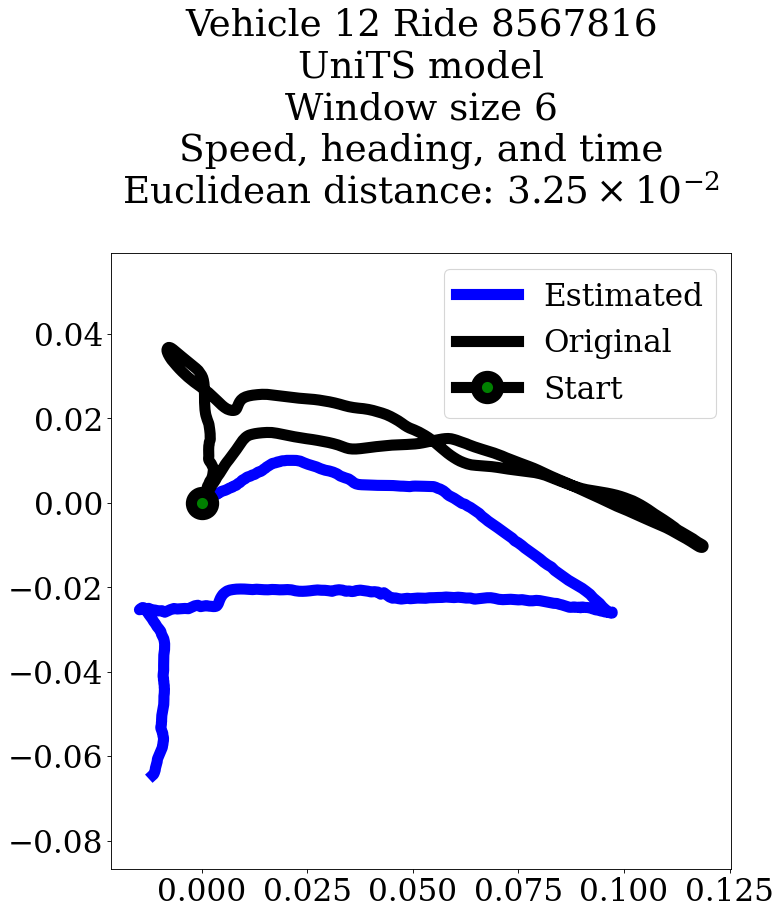 Vehicle 12 Ride 8567816
UniTS model
Window size 6
Speed, heading, and time
Euclidean distance: 3.25 × 10⁻²
Estimated
Original
Start
0.04
0.02
0.00
−0.02
−0.04
−0.06
−0.08
0.000 0.025 0.050 0.075 0.100 0.125